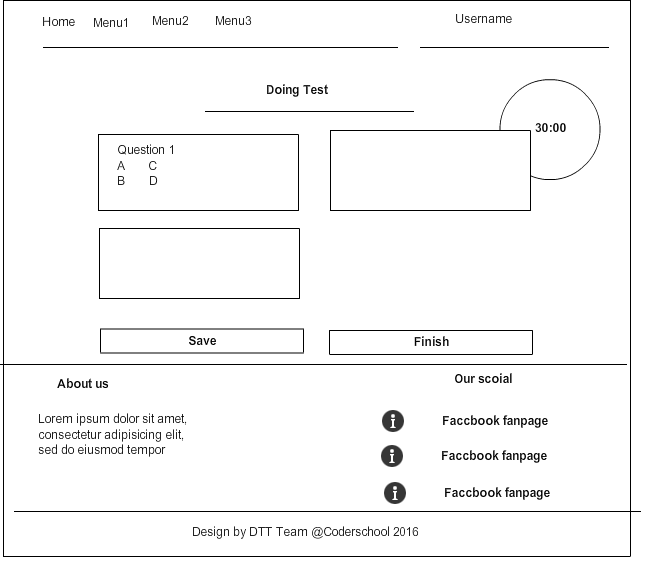 Home Menu1 Menu2 Menu3 Username
Doing Test
30:00
Question 1
A C
B D
Save Finish
About us
Our scoial
Lorem ipsum dolor sit amet,
consectetur adipisicing elit,
sed do eiusmod tempor
Faccbook fanpage
Faccbook fanpage
Faccbook fanpage
Design by DTT Team @Coderschool 2016